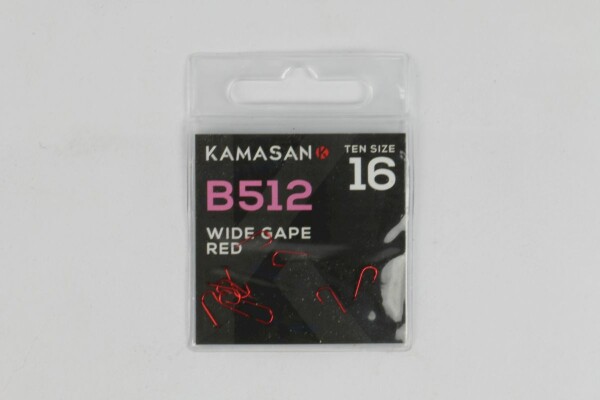 KAMASAN K
TEN SIZE
16
B512
WIDE GAPE
RED